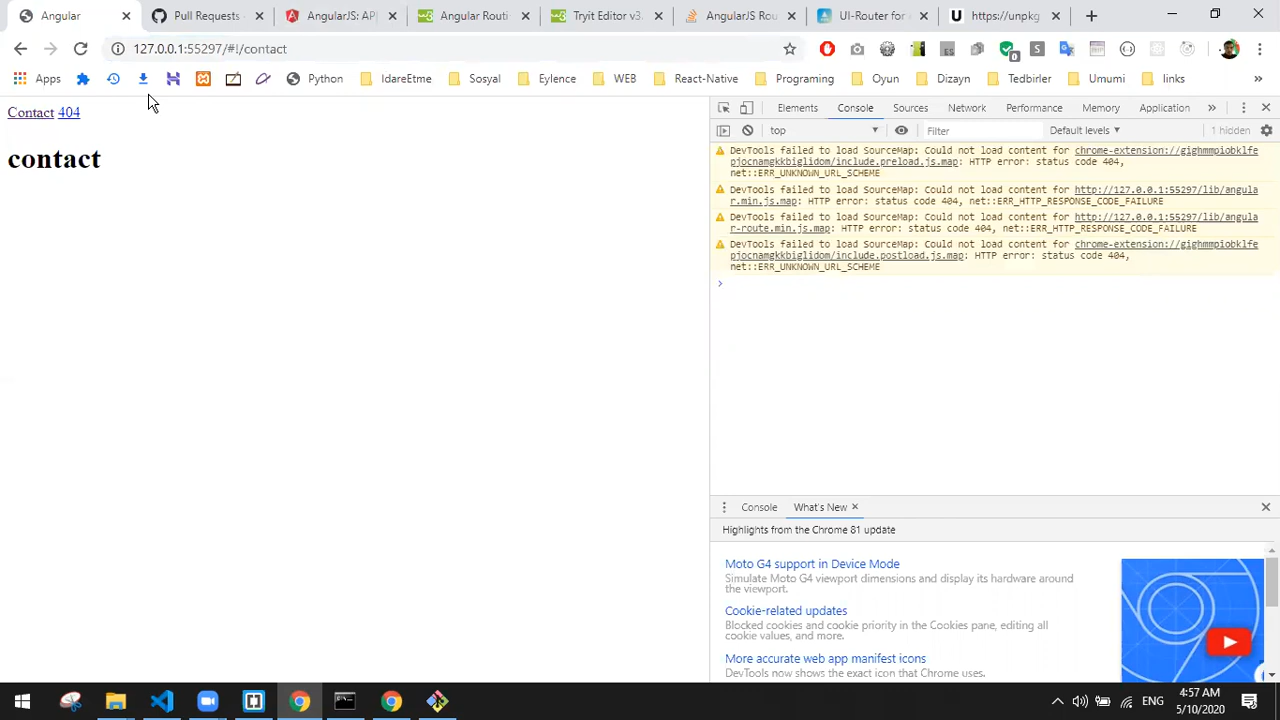 Angular
Pull Requests
AngularJS: AP
Angular Routi
Tryit Editor v3.
AngularJS Rou
UI-Router for
https://unpkg
127.0.0.1:55297/#!/contact
Apps
Python
IdareEtme
Sosyal
Eylence
WEB
React-Native
Programing
Oyun
Dizayn
Tedbirler
Umumi
links
»
Contact 404
contact
Elements
Console
Sources
Network
Performance
Memory
Application
»
top
Filter
Default levels
1 hidden
DevTools failed to load SourceMap: Could not load content for chrome-extension://gighmmpiobklfe
pjocnamgkkbiglidom/include.preload.js.map: HTTP error: status code 404,
net::ERR_UNKNOWN_URL_SCHEME
DevTools failed to load SourceMap: Could not load content for http://127.0.0.1:55297/lib/angula
r.min.js.map: HTTP error: status code 404, net::ERR_HTTP_RESPONSE_CODE_FAILURE
DevTools failed to load SourceMap: Could not load content for http://127.0.0.1:55297/lib/angula
r-route.min.js.map: HTTP error: status code 404, net::ERR_HTTP_RESPONSE_CODE_FAILURE
DevTools failed to load SourceMap: Could not load content for chrome-extension://gighmmpiobklfe
pjocnamgkkbiglidom/include.postload.js.map: HTTP error: status code 404,
net::ERR_UNKNOWN_URL_SCHEME
Console
What's New
Highlights from the Chrome 81 update
Moto G4 support in Device Mode
Simulate Moto G4 viewport dimensions and display its hardware around
the viewport.
Cookie-related updates
Blocked cookies and cookie priority in the Cookies pane, editing all
cookie values, and more.
More accurate web app manifest icons
DevTools now shows the exact icon that Chrome uses.
ENG
4:57 AM
5/10/2020